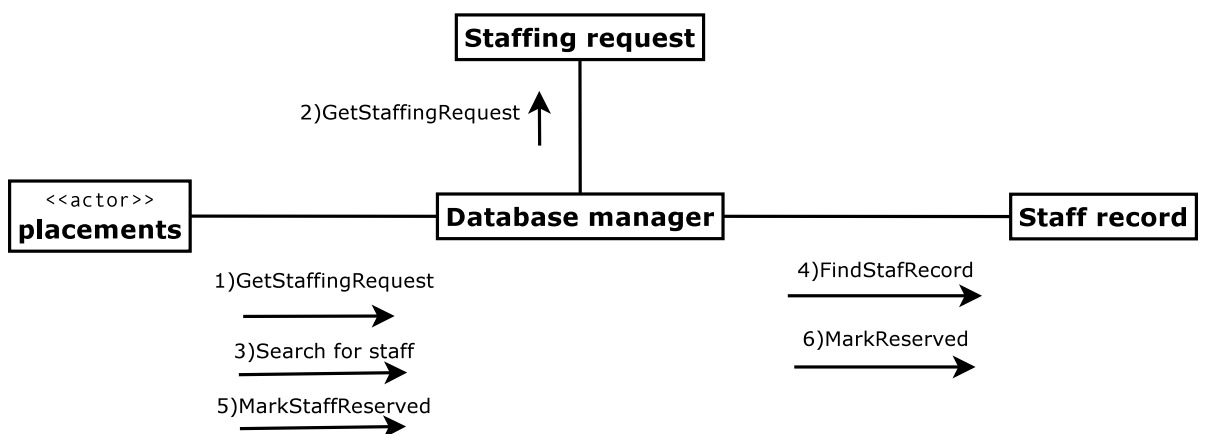 Staffing request
2)GetStaffingRequest
<<actor>>
placements
Database manager
Staff record
1)GetStaffingRequest
3)Search for staff
5)MarkStaffReserved
4)FindStafRecord
6)MarkReserved